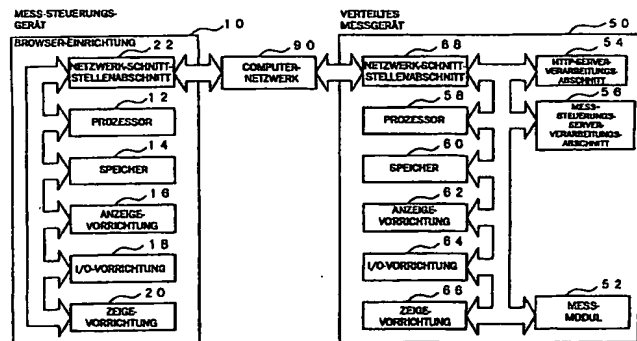 MESS-STEUERUNGS-
GERÄT
10
BROWSER-EINRICHTUNG
22
NETZWERK-SCHNITT-
STELLENABSCHNITT
12
PROZESSOR
14
SPEICHER
16
ANZEIGE-
VORRICHTUNG
18
I/O-VORRICHTUNG
20
ZEIGE-
VORRICHTUNG
90
COMPUTER-
NETZWERK
VERTEILTES
MESSGERÄT
50
68
NETZWERK-SCHNITT-
STELLENABSCHNITT
58
PROZESSOR
60
SPEICHER
62
ANZEIGE-
VORRICHTUNG
64
I/O-VORRICHTUNG
66
ZEIGE-
VORRICHTUNG
54
HTTP-SERVER-
VERARBEITUNGS-
ABSCHNITT
56
MESS-
STEUERUNGS-
SERVER-
VERARBEITUNGS-
ABSCHNITT
52
MESS-
MODUL